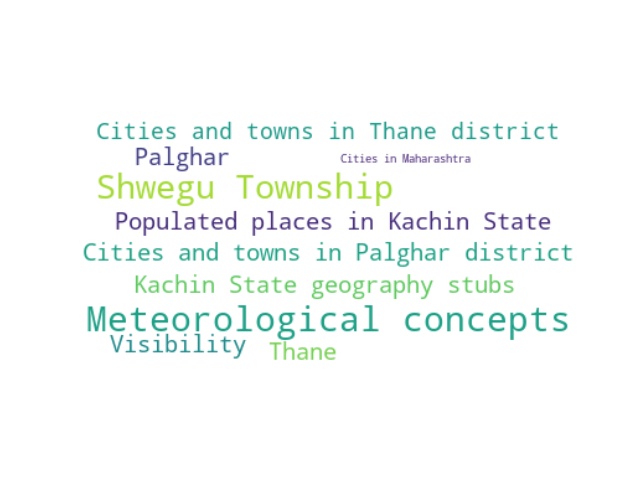 Cities and towns in Thane district
Palghar
Cities in Maharashtra
Shwegu Township
Populated places in Kachin State
Cities and towns in Palghar district
Kachin State geography stubs
Meteorological concepts
Visibility
Thane